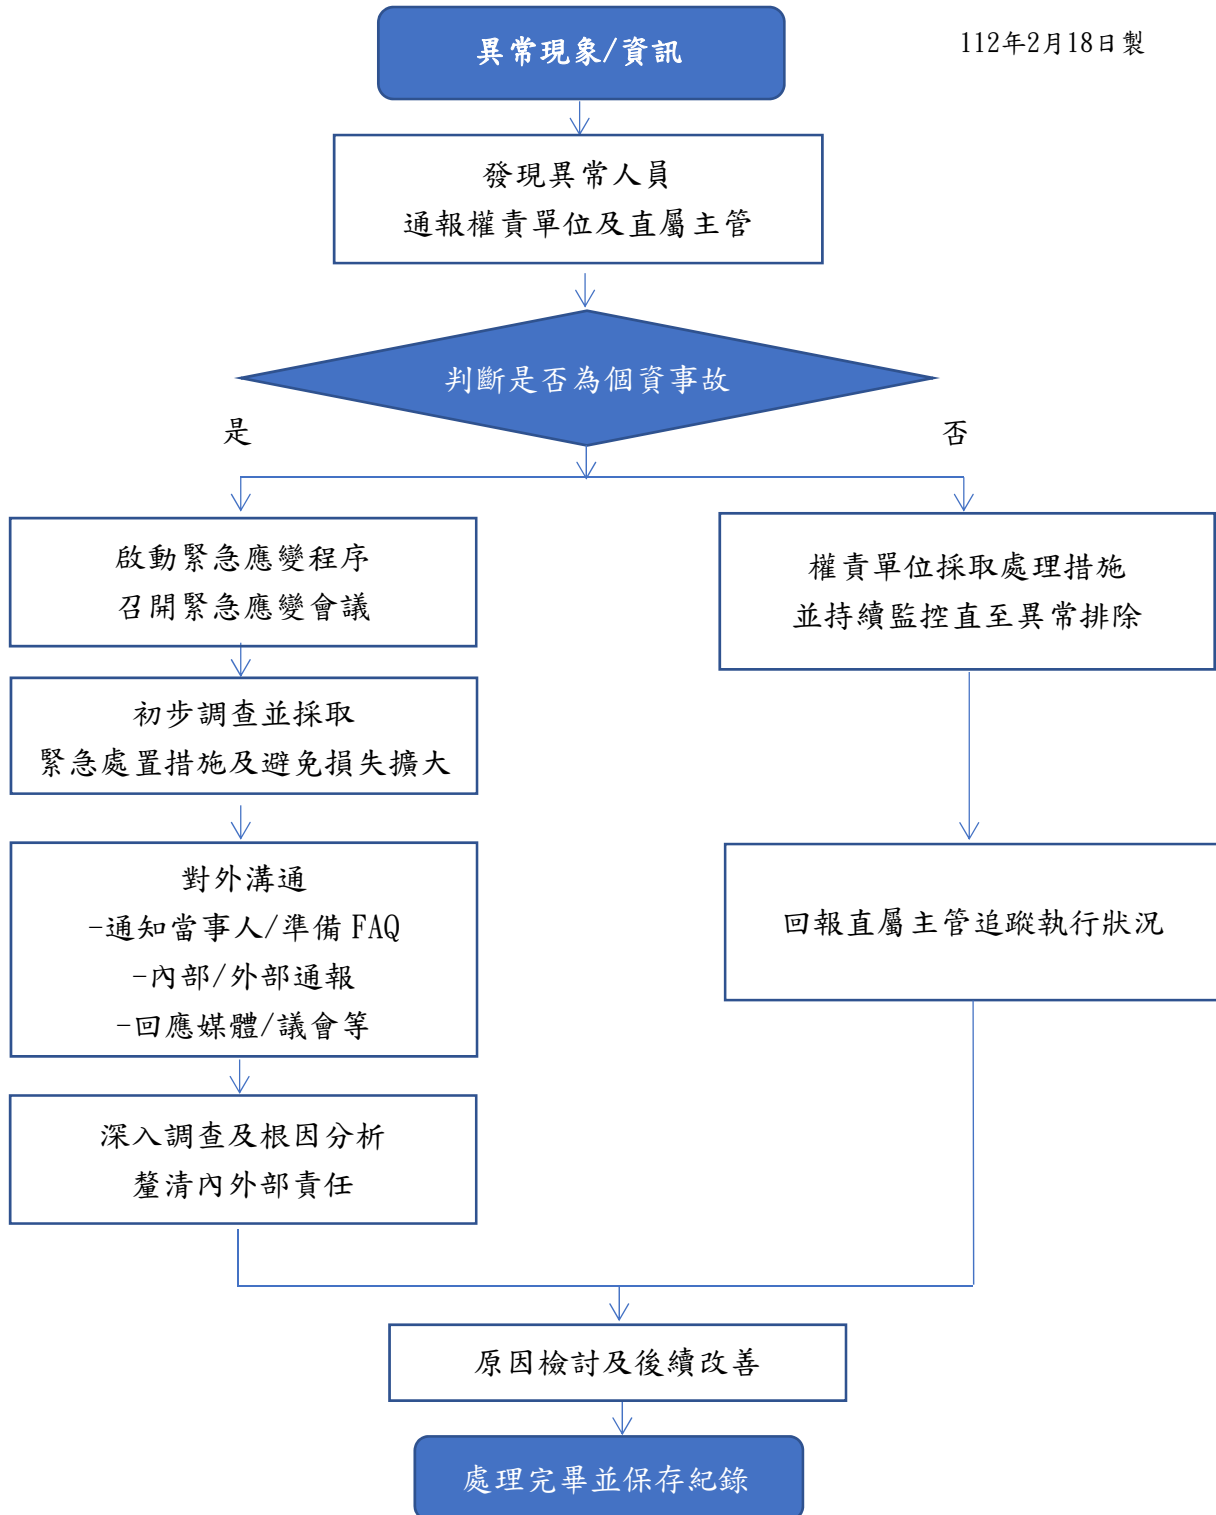 異常現象/資訊
112年2月18日製
發現異常人員
通報權責單位及直屬主管
判斷是否為個資事故
是
否
啟動緊急應變程序
召開緊急應變會議
權責單位採取處理措施
並持續監控直至異常排除
初步調查並採取
緊急處置措施及避免損失擴大
對外溝通
-通知當事人/準備 FAQ
-內部/外部通報
-回應媒體/議會等
回報直屬主管追蹤執行狀況
深入調查及根因分析
釐清內外部責任
原因檢討及後續改善
處理完畢並保存紀錄